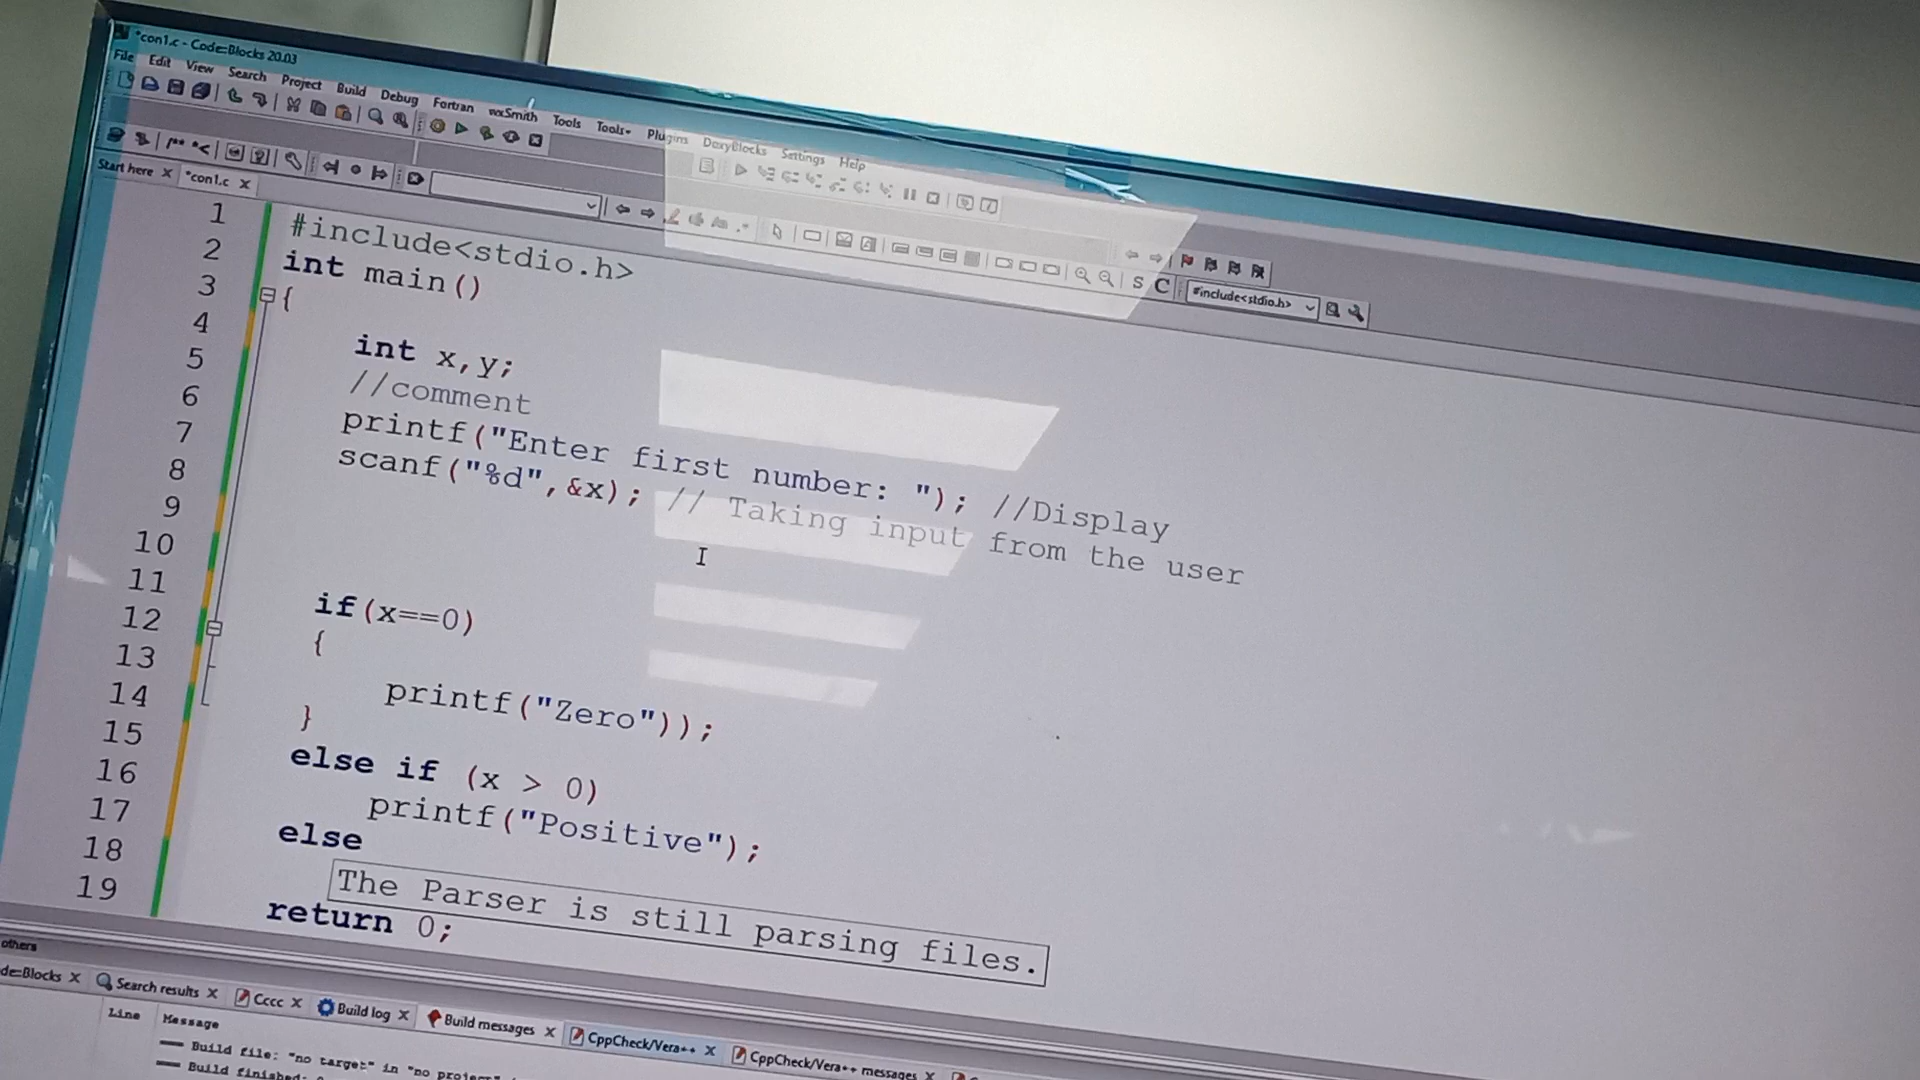 *con1.c - Code::Blocks 20.03
File Edit View Search Project Build Debug Fortran wxSmith Tools Tools+ Plugins DoxyBlocks Settings Help
S C #include<stdio.h>
Start here X *con1.c X
1 #include<stdio.h>
2 int main()
3 {
4
5 int x,y;
6 //comment
7 printf("Enter first number: "); //Display
8 scanf("%d",&x); // Taking input from the user
9
10
11 if(x==0)
12 {
13 printf("Zero"));
14 }
15 else if (x > 0)
16 printf("Positive");
17 else
18 The Parser is still parsing files.
19 return 0;
others
Search results X Cccc X Build log X Build messages X CppCheck/Vera++ X CppCheck/Vera++ messages X
Line Message
=== Build file: "no target" in "no project"
=== Build finished: